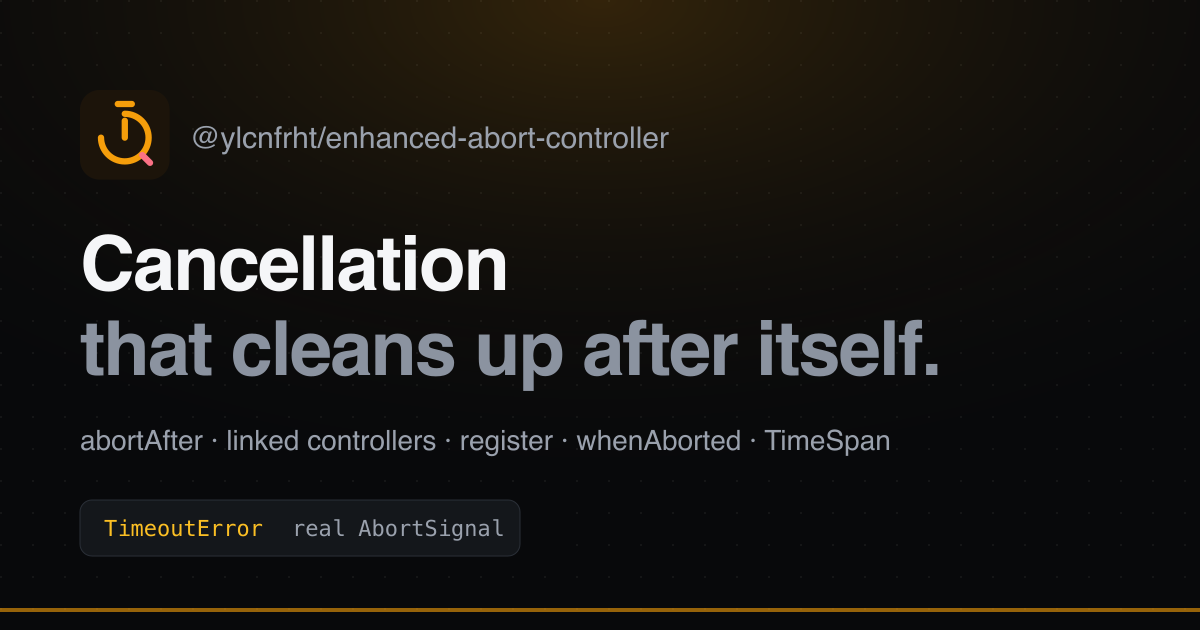 @ylcnfrht/enhanced-abort-controller
Cancellation
that cleans up after itself.
abortAfter · linked controllers · register · whenAborted · TimeSpan
TimeoutError real AbortSignal